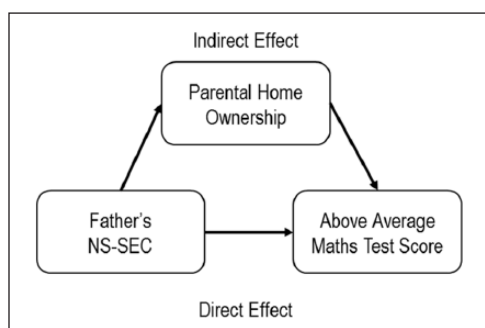 Indirect Effect
Parental Home
Ownership
Father's
NS-SEC
Above Average
Maths Test Score
Direct Effect